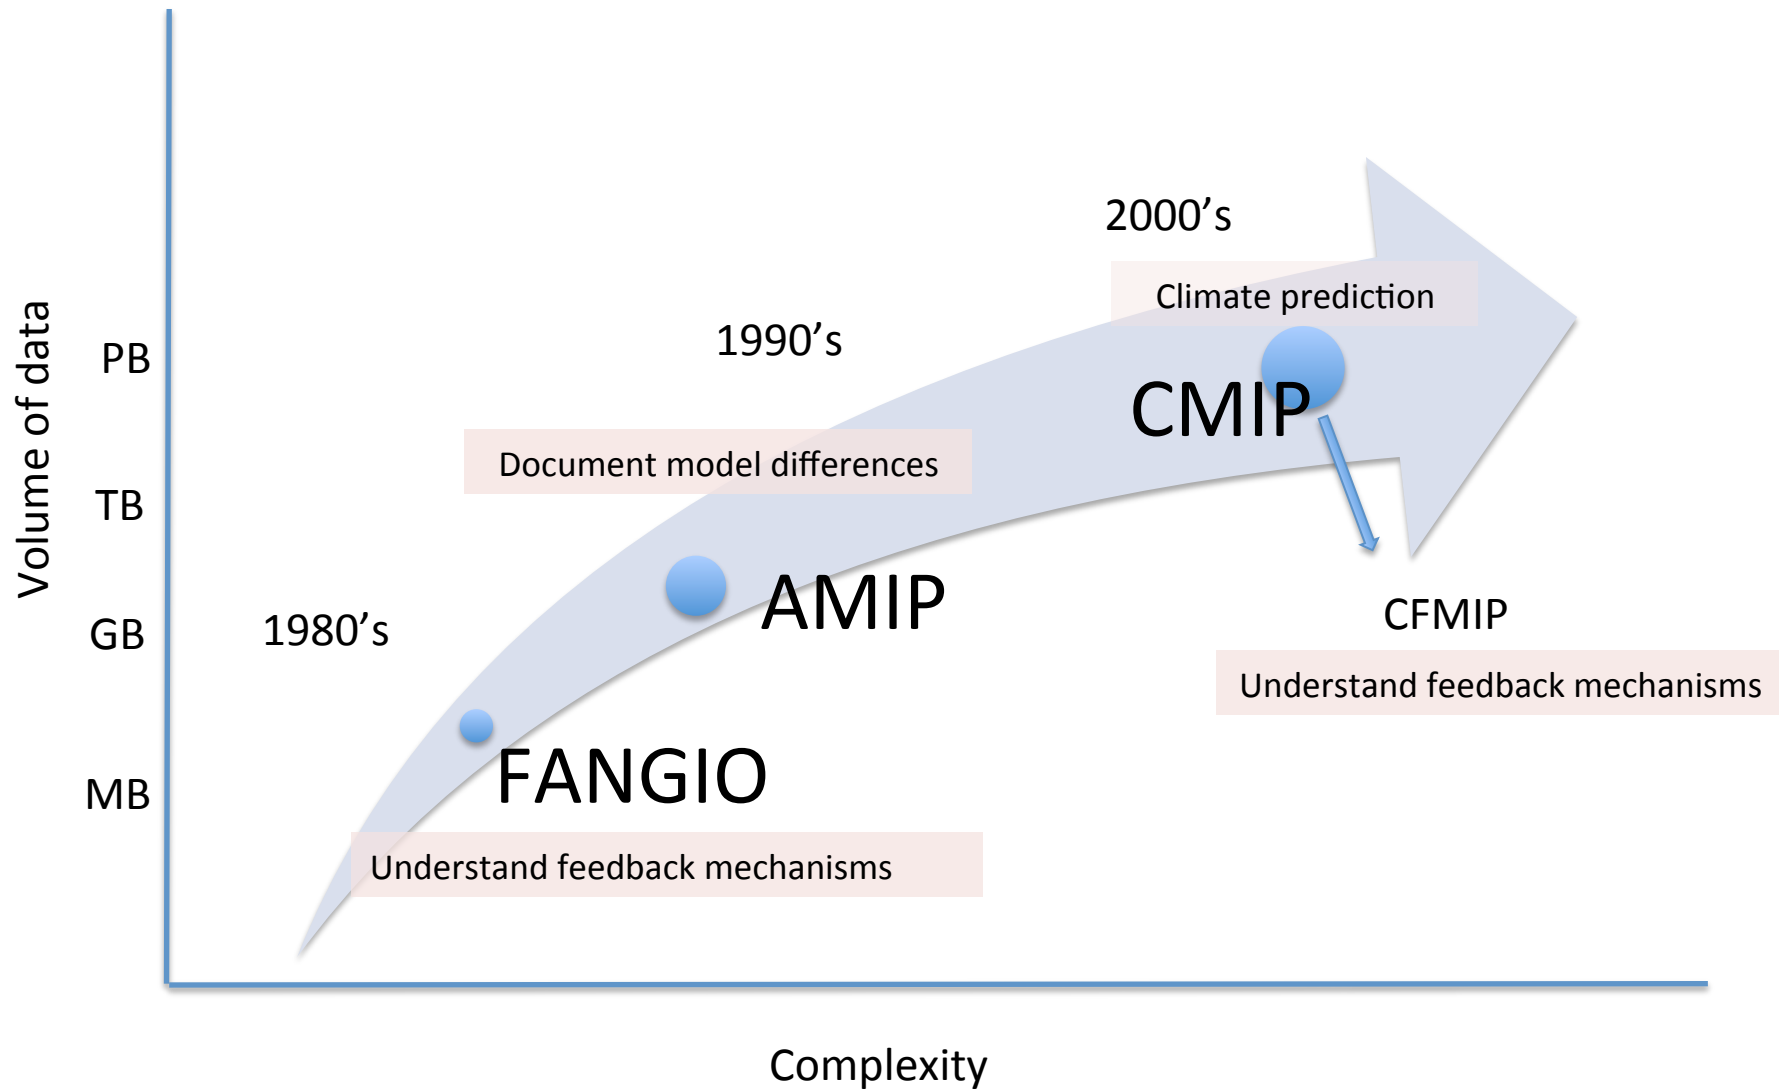 2000’s
Climate prediction
1990’s
PB
CMIP
Document model differences
TB
Volume of data
AMIP
CFMIP
1980’s
GB
Understand feedback mechanisms
FANGIO
MB
Understand feedback mechanisms
Complexity